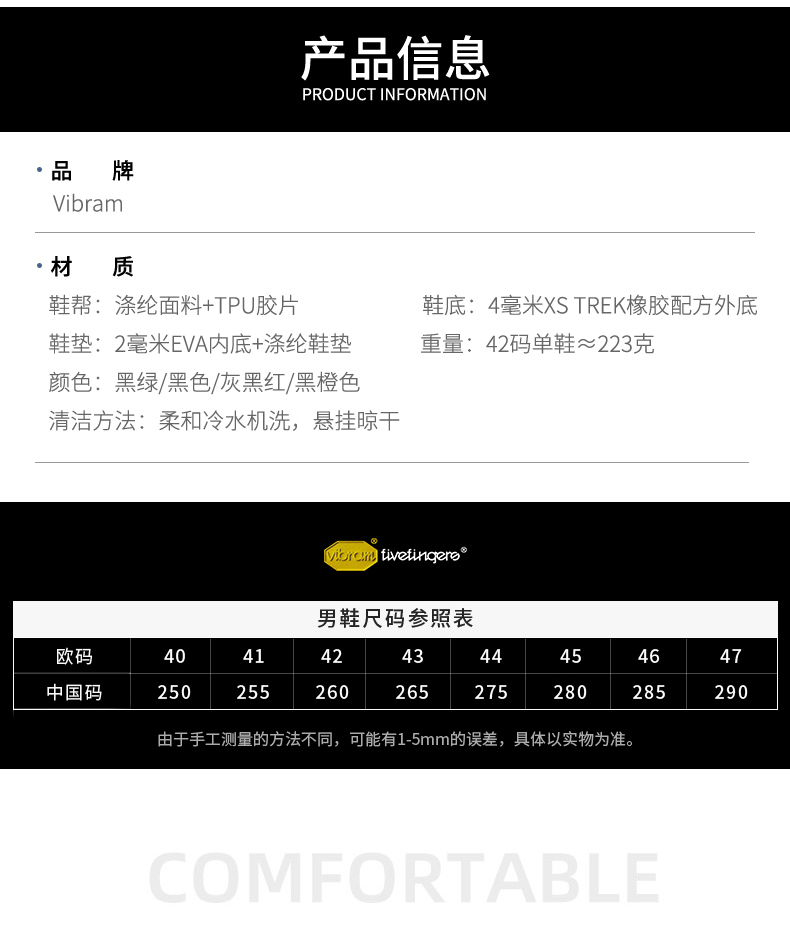 产品信息
PRODUCT INFORMATION
品 牌
Vibram
材 质
鞋帮：涤纶面料+TPU胶片 鞋底：4毫米XS TREK橡胶配方外底
鞋垫：2毫米EVA内底+涤纶鞋垫 重量：42码单鞋≈223克
颜色：黑绿/黑色/灰黑红/黑橙色
清洁方法：柔和冷水机洗，悬挂晾干
vibram® fivefingers®
男鞋尺码参照表
欧码 40 41 42 43 44 45 46 47
中国码 250 255 260 265 275 280 285 290
由于手工测量的方法不同，可能有1-5mm的误差，具体以实物为准。
COMFORTABLE